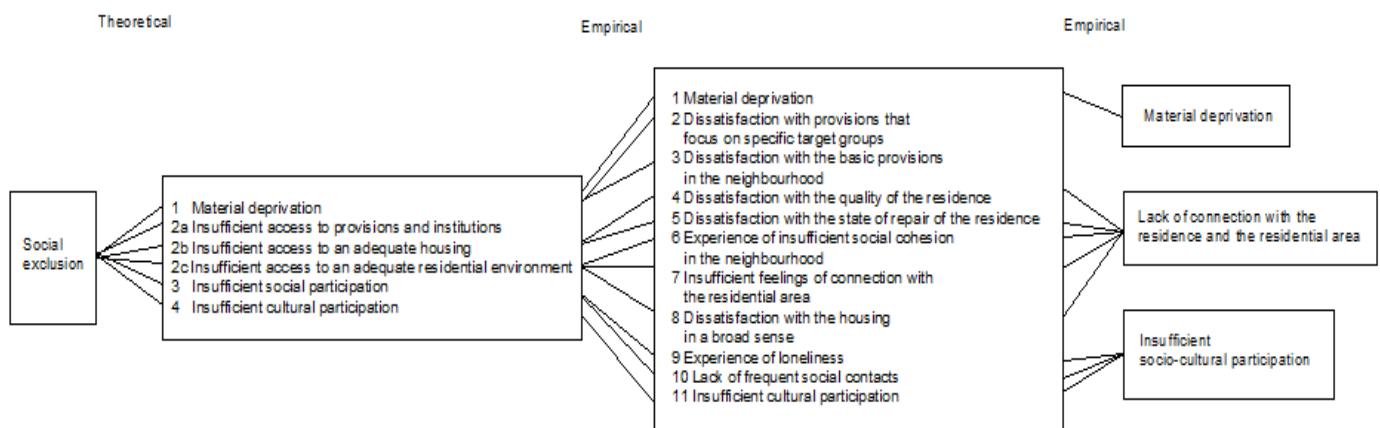 Theoretical
Empirical
Empirical
Social
exclusion
1 Material deprivation
2a Insufficient access to provisions and institutions
2b Insufficient access to an adequate housing
2c Insufficient access to an adequate residential environment
3 Insufficient social participation
4 Insufficient cultural participation
1 Material deprivation
2 Dissatisfaction with provisions that
focus on specific target groups
3 Dissatisfaction with the basic provisions
in the neighbourhood
4 Dissatisfaction with the quality of the residence
5 Dissatisfaction with the state of repair of the residence
6 Experience of insufficient social cohesion
in the neighbourhood
7 Insufficient feelings of connection with
the residential area
8 Dissatisfaction with the housing
in a broad sense
9 Experience of loneliness
10 Lack of frequent social contacts
11 Insufficient cultural participation
Material deprivation
Lack of connection with the
residence and the residential area
Insufficient
socio-cultural participation